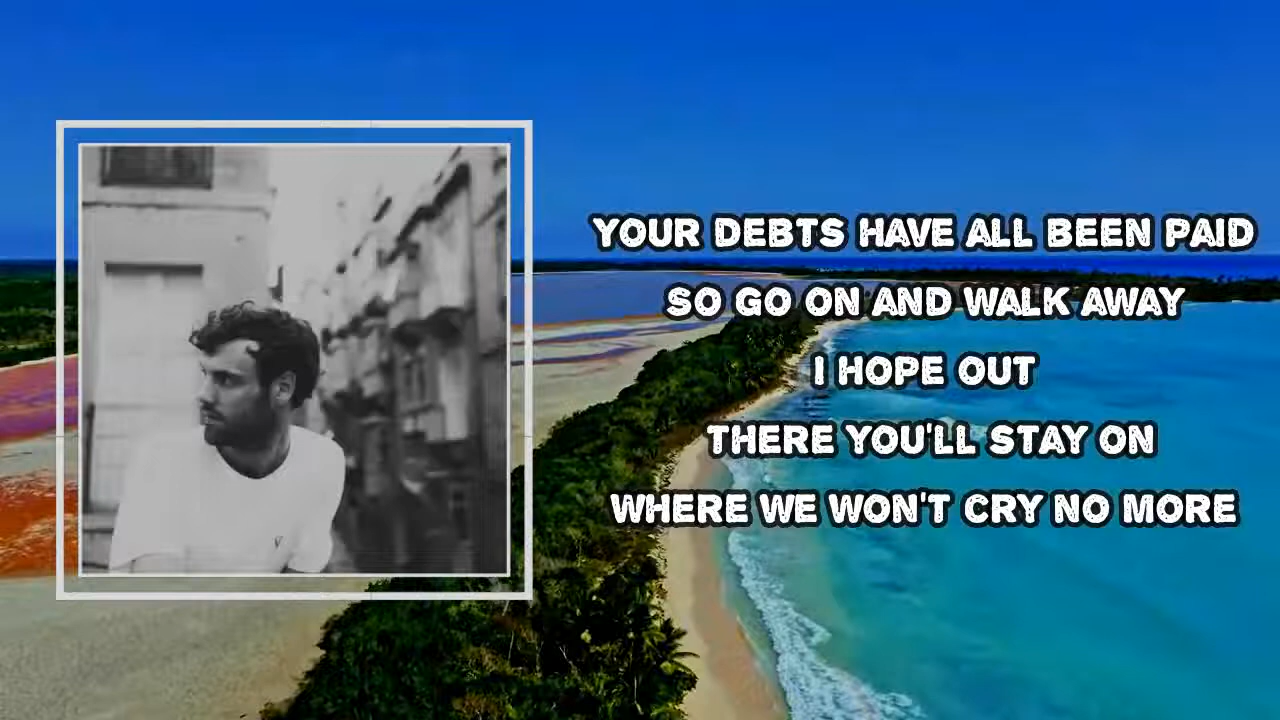 YOUR DEBTS HAVE ALL BEEN PAID
SO GO ON AND WALK AWAY
I HOPE OUT
THERE YOU'LL STAY ON
WHERE WE WON'T CRY NO MORE